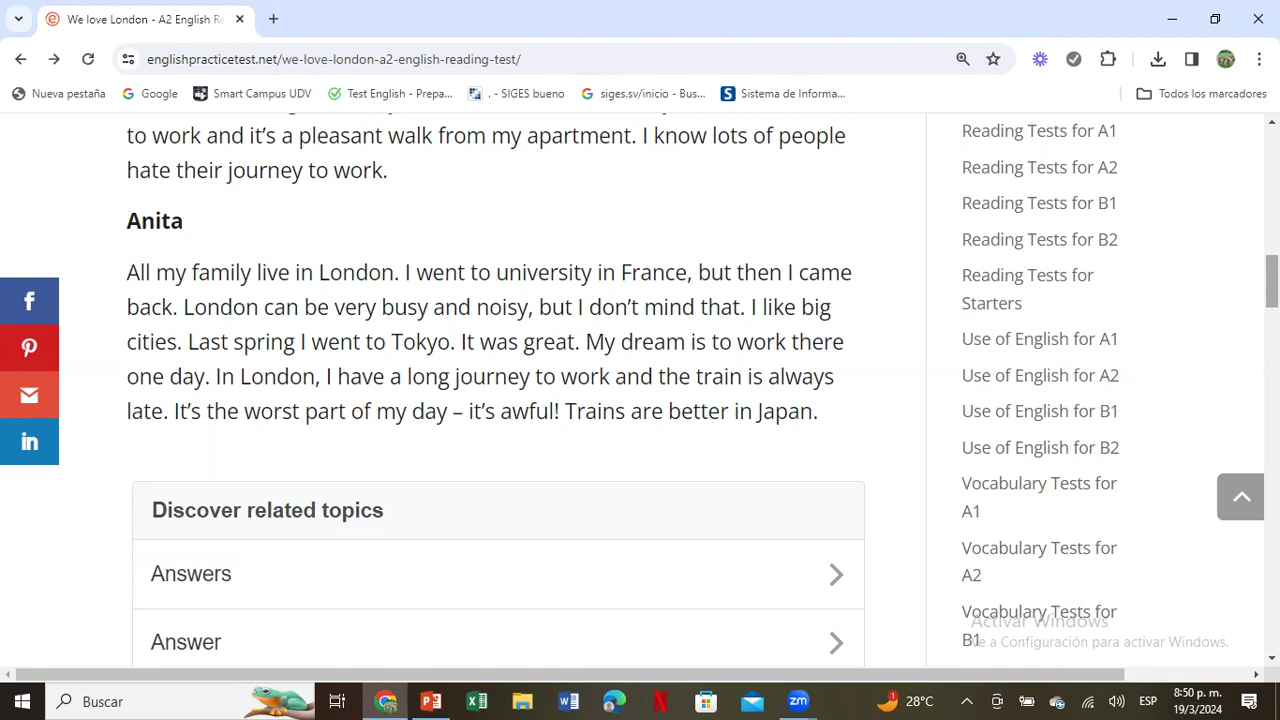 We love London - A2 English Re
englishpracticetest.net/we-love-london-a2-english-reading-test/
Nueva pestaña
Google
Smart Campus UDV
Test English - Prepa...
. - SIGES bueno
siges.sv/inicio - Bus...
Sistema de Informa...
Todos los marcadores
to work and it's a pleasant walk from my apartment. I know lots of people
hate their journey to work.
Anita
All my family live in London. I went to university in France, but then I came
back. London can be very busy and noisy, but I don't mind that. I like big
cities. Last spring I went to Tokyo. It was great. My dream is to work there
one day. In London, I have a long journey to work and the train is always
late. It's the worst part of my day – it's awful! Trains are better in Japan.
Discover related topics
Answers
Answer
Reading Tests for A1
Reading Tests for A2
Reading Tests for B1
Reading Tests for B2
Reading Tests for
Starters
Use of English for A1
Use of English for A2
Use of English for B1
Use of English for B2
Vocabulary Tests for
A1
Vocabulary Tests for
A2
Vocabulary Tests for
B1
Activar Windows
Ve a Configuración para activar Windows.
Buscar
zm
1
28°C
ESP
8:50 p. m.
19/3/2024